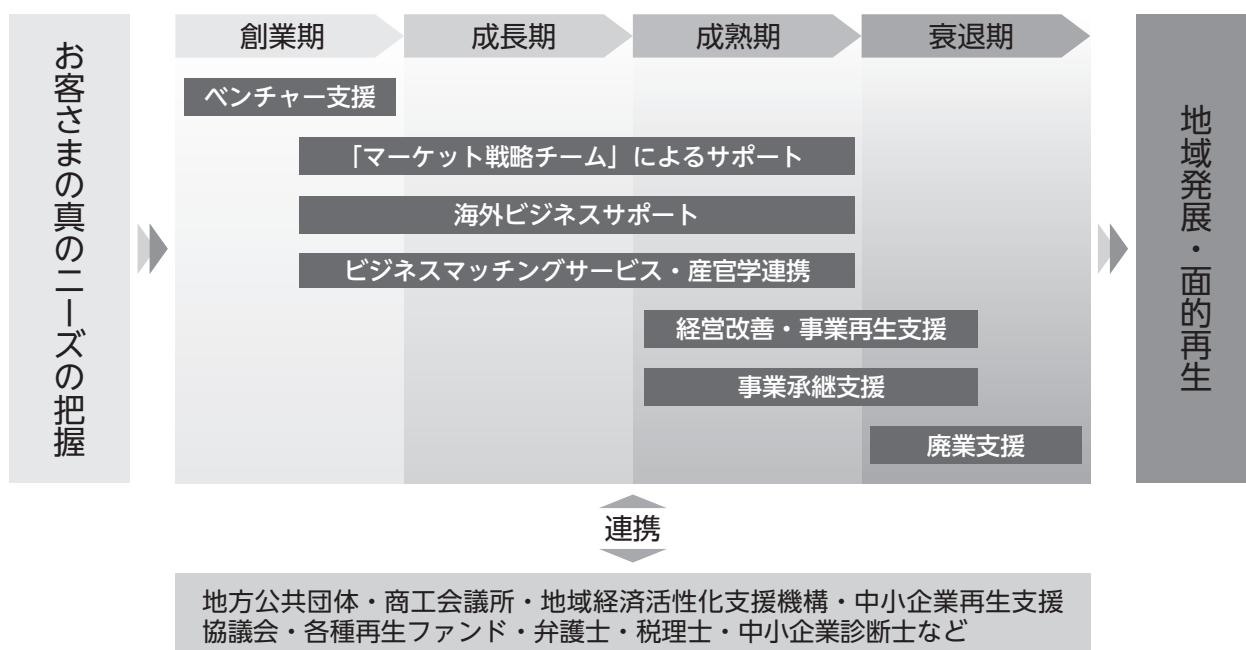 お客さまの真のニーズの把握
創業期
成長期
成熟期
衰退期
ベンチャー支援
「マーケット戦略チーム」によるサポート
海外ビジネスサポート
ビジネスマッチングサービス・産官学連携
経営改善・事業再生支援
事業承継支援
廃業支援
地域発展・面的再生
連携
地方公共団体・商工会議所・地域経済活性化支援機構・中小企業再生支援
協議会・各種再生ファンド・弁護士・税理士・中小企業診断士など